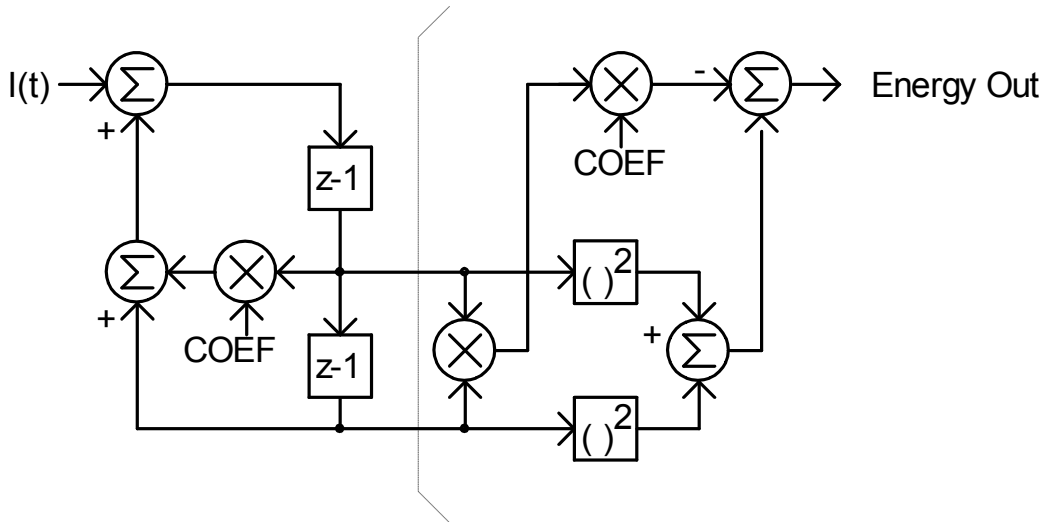 I(t)
Σ
+
z-1
Σ
+
COEF
z-1
COEF
-
Σ
Energy Out
( )2
+
Σ
( )2